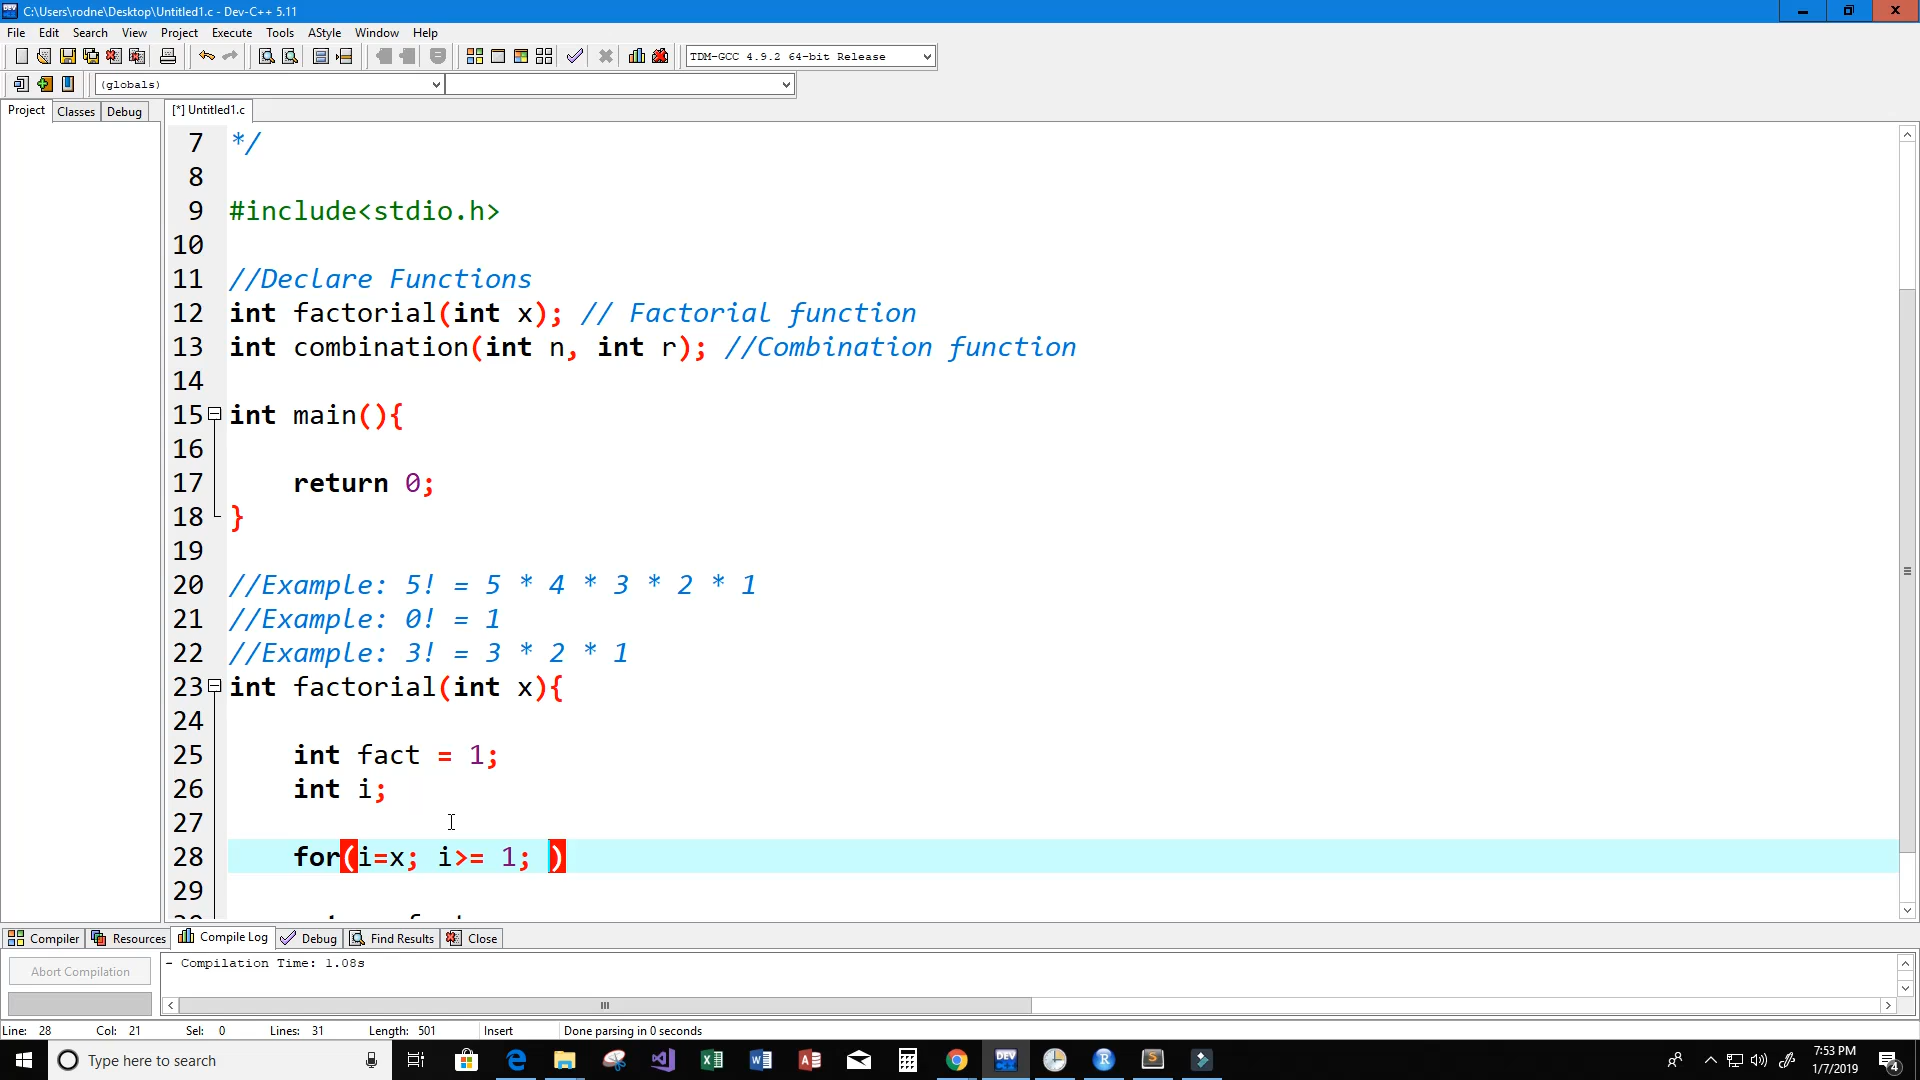 C:\Users\rodne\Desktop\Untitled1.c - Dev-C++ 5.11
File Edit Search View Project Execute Tools AStyle Window Help
TDM-GCC 4.9.2 64-bit Release
(globals)
Project Classes Debug [*] Untitled1.c
7 */
8
9 #include<stdio.h>
10
11 //Declare Functions
12 int factorial(int x); // Factorial function
13 int combination(int n, int r); //Combination function
14
15 int main(){
16
17 return 0;
18 }
19
20 //Example: 5! = 5 * 4 * 3 * 2 * 1
21 //Example: 0! = 1
22 //Example: 3! = 3 * 2 * 1
23 int factorial(int x){
24
25 int fact = 1;
26 int i;
27
28 for(i=x; i>= 1; )
29
Compiler Resources Compile Log Debug Find Results Close
Abort Compilation
- Compilation Time: 1.08s
Line: 28 Col: 21 Sel: 0 Lines: 31 Length: 501 Insert Done parsing in 0 seconds
Type here to search
7:53 PM
1/7/2019
4